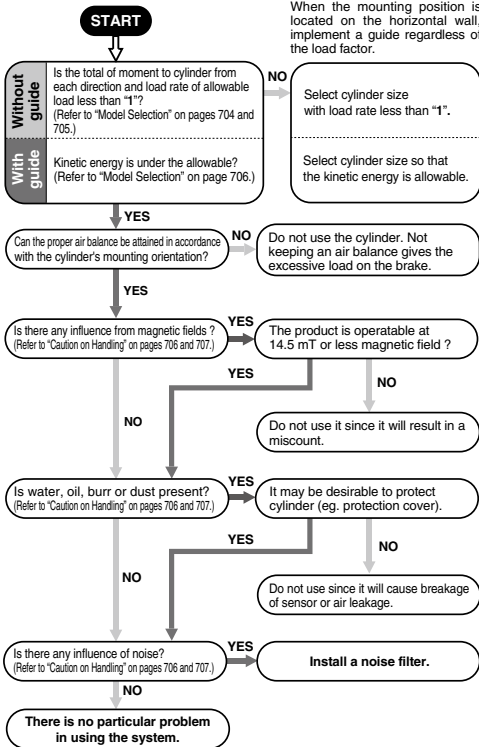 When the mounting position is
located on the horizontal wall,
implement a guide regardless of
the load factor.
START
Without
guide
Is the total of moment to cylinder from
each direction and load rate of allowable
load less than “1”?
(Refer to “Model Selection” on pages 704 and
705.)
NO
Select cylinder size
with load rate less than “1”.
With
guide
Kinetic energy is under the allowable?
(Refer to “Model Selection” on page 706.)
Select cylinder size so that
the kinetic energy is allowable.
YES
Can the proper air balance be attained in accordance
with the cylinder's mounting orientation?
NO
Do not use the cylinder. Not
keeping an air balance gives the
excessive load on the brake.
YES
Is there any influence from magnetic fields ?
(Refer to “Caution on Handling” on pages 706 and 707.)
YES
The product is operatable at
14.5 mT or less magnetic field ?
YES
NO
NO
Do not use it since it will result in a
miscount.
Is water, oil, burr or dust present?
(Refer to “Caution on Handling” on pages 706 and 707.)
YES
It may be desirable to protect
cylinder (eg. protection cover).
YES
NO
NO
Do not use since it will cause breakage
of sensor or air leakage.
Is there any influence of noise?
(Refer to “Caution on Handling” on pages 706 and 707.)
YES
Install a noise filter.
NO
There is no particular problem
in using the system.